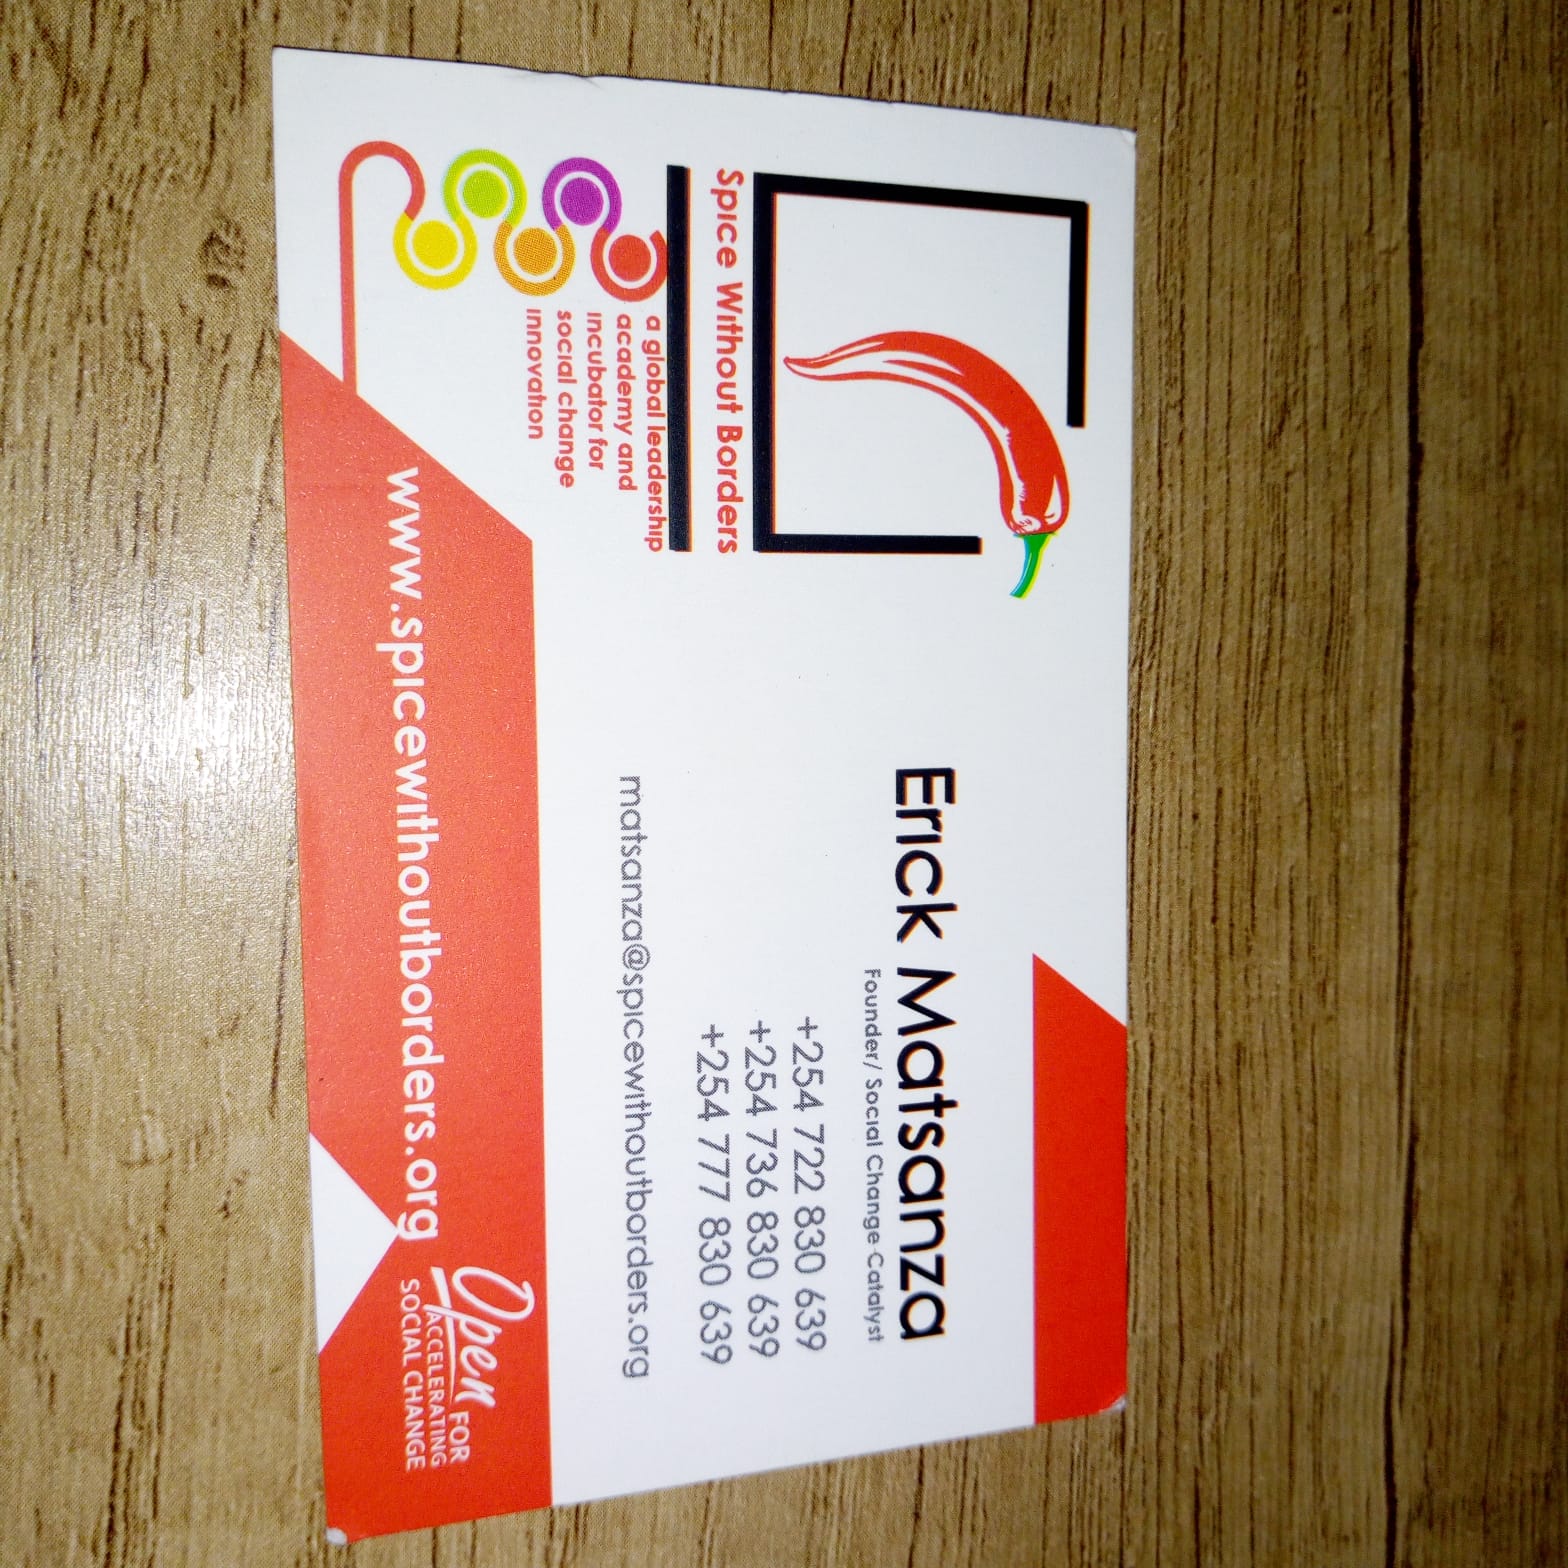 Spice Without Borders
a global leadership
academy and
incubator for
social change
innovation
Erick Matsanza
Founder/ Social Change Catalyst
+254 722 830 639
+254 736 830 639
+254 777 830 639
matsanza@spicewithoutborders.org
www.spicewithoutborders.org
Open FOR
ACCELERATING
SOCIAL CHANGE